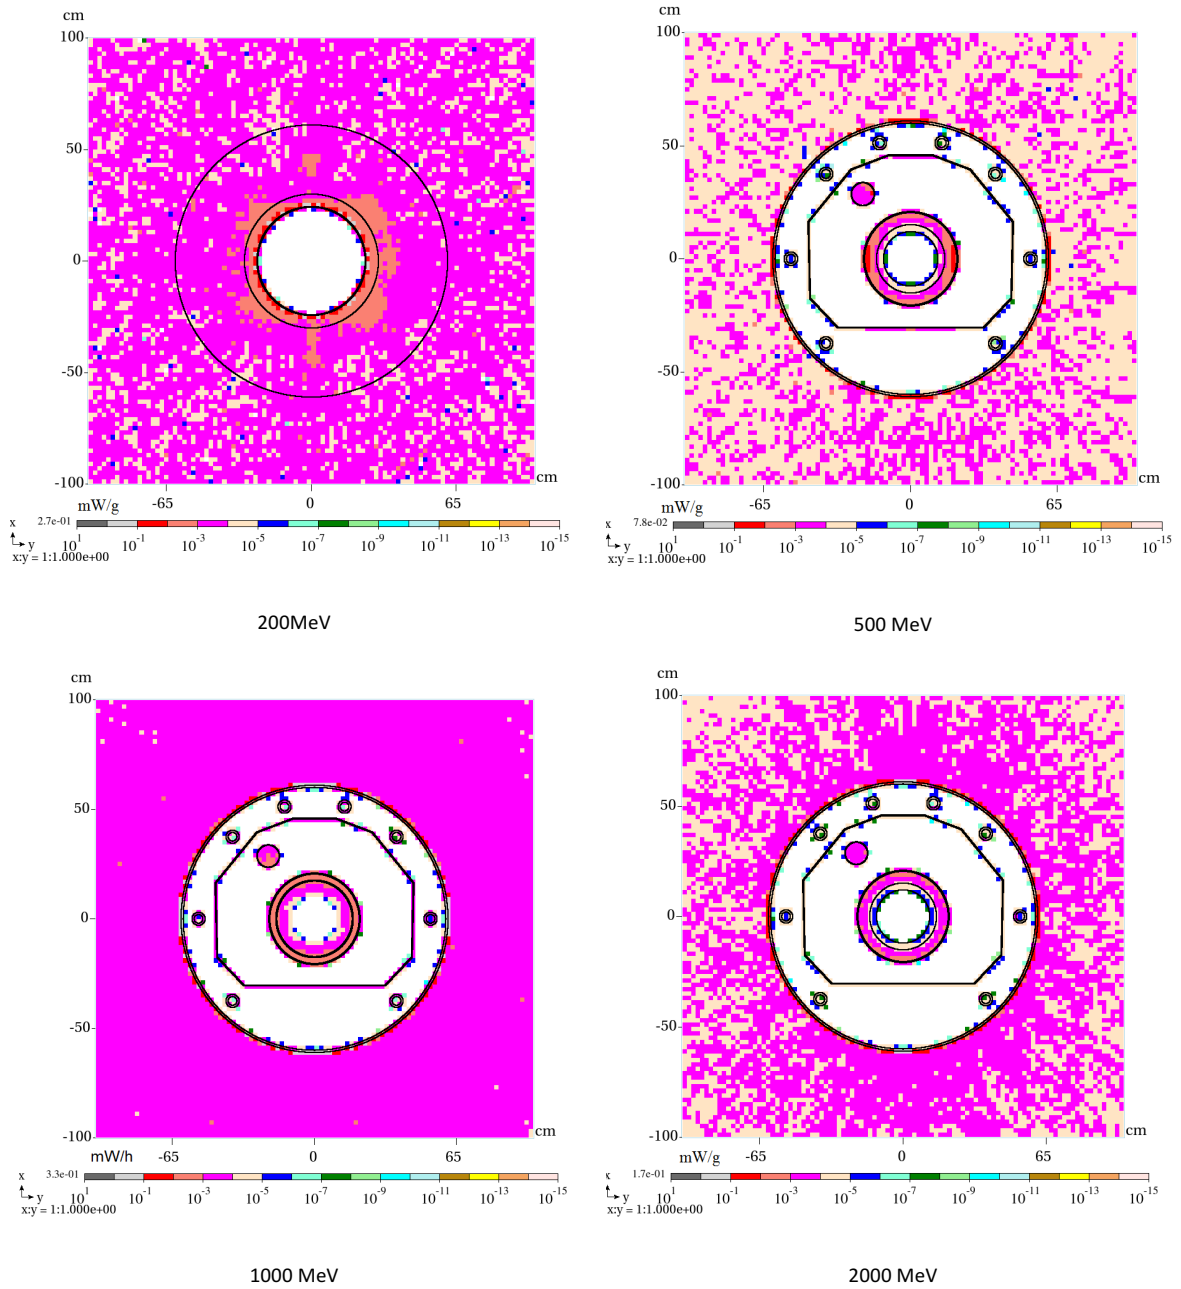 cm
100
50
0
-50
-100
cm
mW/g -65 0 65
x 2.7e-01
y 10^1 10^-1 10^-3 10^-5 10^-7 10^-9 10^-11 10^-13 10^-15
x:y = 1:1.000e+00
200MeV
cm
100
50
0
-50
-100
cm
mW/g -65 0 65
x 7.8e-02
y 10^1 10^-1 10^-3 10^-5 10^-7 10^-9 10^-11 10^-13 10^-15
x:y = 1:1.000e+00
500 MeV
cm
100
50
0
-50
-100
cm
mW/h -65 0 65
x 3.3e-01
y 10^1 10^-1 10^-3 10^-5 10^-7 10^-9 10^-11 10^-13 10^-15
x:y = 1:1.000e+00
1000 MeV
cm
100
50
0
-50
-100
cm
mW/g -65 0 65
x 1.7e-01
y 10^1 10^-1 10^-3 10^-5 10^-7 10^-9 10^-11 10^-13 10^-15
x:y = 1:1.000e+00
2000 MeV